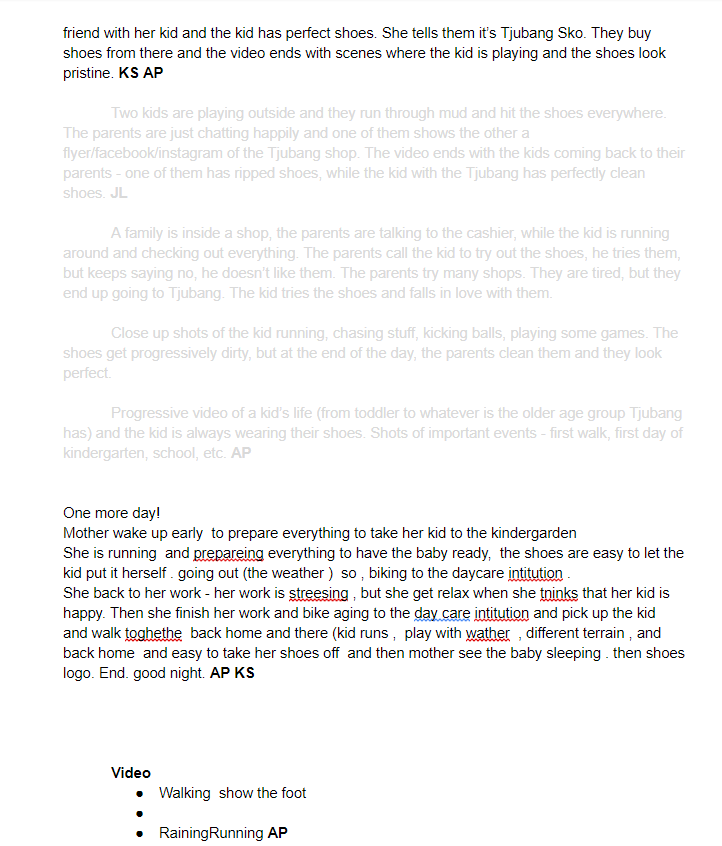 friend with her kid and the kid has perfect shoes. She tells them it's Tjubang Sko. They buy
shoes from there and the video ends with scenes where the kid is playing and the shoes look
pristine. KS AP
Two kids are playing outside and they run through mud and hit the shoes everywhere.
The parents are just chatting happily and one of them shows the other a
flyer/facebook/instagram of the Tjubang shop. The video ends with the kids coming back to their
parents - one of them has ripped shoes, while the kid with the Tjubang has perfectly clean
shoes. JL
A family is inside a shop, the parents are talking to the cashier, while the kid is running
around and checking out everything. The parents call the kid to try out the shoes, he tries them,
but keeps saying no, he doesn't like them. The parents try many shops. They are tired, but they
end up going to Tjubang. The kid tries the shoes and falls in love with them.
Close up shots of the kid running, chasing stuff, kicking balls, playing some games. The
shoes get progressively dirty, but at the end of the day, the parents clean them and they look
perfect.
Progressive video of a kid's life (from toddler to whatever is the older age group Tjubang
has) and the kid is always wearing their shoes. Shots of important events - first walk, first day of
kindergarten, school, etc. AP
One more day!
Mother wake up early  to prepare everything to take her kid to the kindergarden
She is running  and prepareing everything to have the baby ready,  the shoes are easy to let the
kid put it herself . going out (the weather )  so , biking to the daycare intitution .
She back to her work - her work is streesing , but she get relax when she tninks that her kid is
happy. Then she finish her work and bike aging to the day care intitution and pick up the kid
and walk toghethe  back home and there (kid runs ,  play with wather  , different terrain , and
back home  and easy to take her shoes off  and then mother see the baby sleeping . then shoes
logo. End. good night. AP KS
Video
● Walking  show the foot
●
● RainingRunning AP